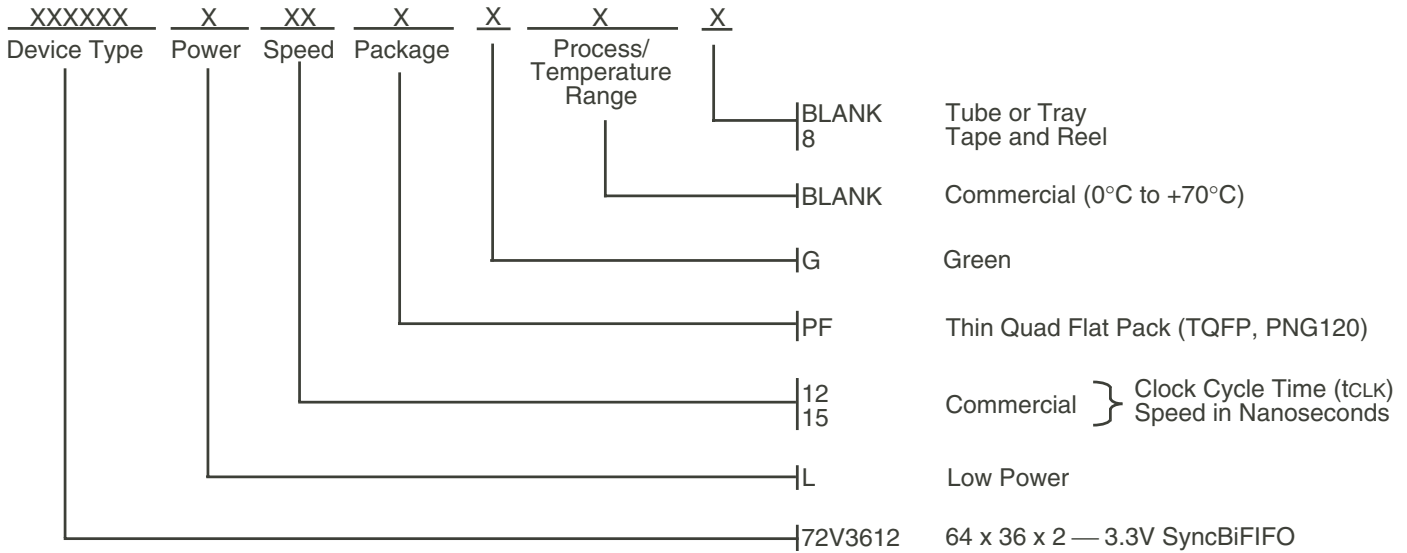 XXXXXX X XX X X X X
Device Type Power Speed Package Process/
Temperature
Range
BLANK Tube or Tray
8 Tape and Reel
BLANK Commercial (0°C to +70°C)
G Green
PF Thin Quad Flat Pack (TQFP, PNG120)
12 Commercial Clock Cycle Time (tCLK)
15 Speed in Nanoseconds
L Low Power
72V3612 64 x 36 x 2 — 3.3V SyncBiFIFO